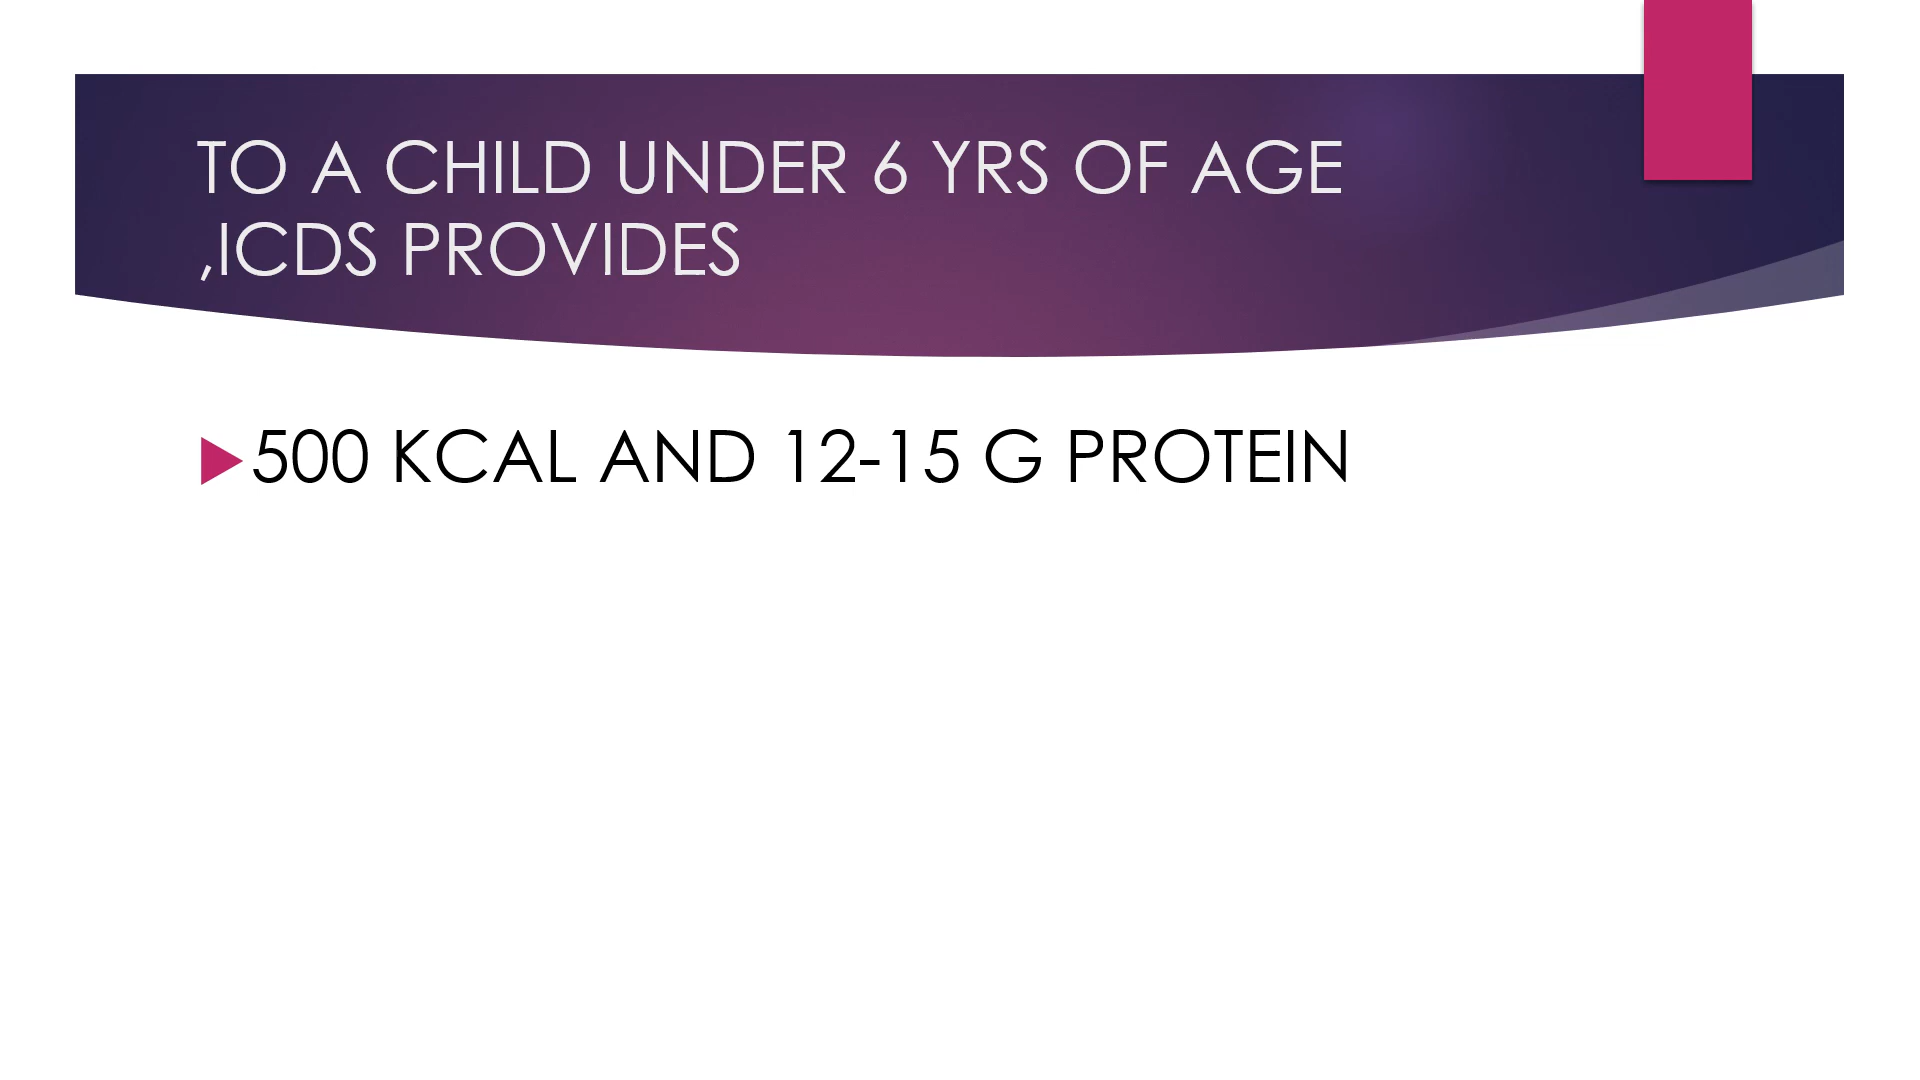 TO A CHILD UNDER 6 YRS OF AGE
,ICDS PROVIDES
500 KCAL AND 12-15 G PROTEIN